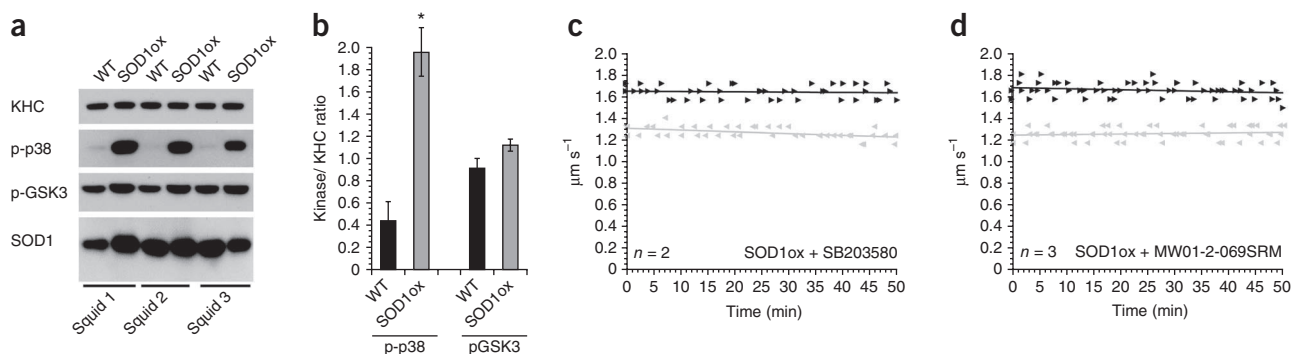 a
WT
SOD1ox
WT
SOD1ox
WT
SOD1ox
KHC
p-p38
p-GSK3
SOD1
Squid 1
Squid 2
Squid 3
b
Kinase/ KHC ratio
2.0
1.8
1.6
1.4
1.2
1.0
0.8
0.6
0.4
0.2
0
*
WT
SOD1ox
WT
SOD1ox
p-p38
pGSK3
c
μm s⁻¹
2.0
1.8
1.6
1.4
1.2
1.0
0.8
0.6
0.4
0.2
0
n = 2
SOD1ox + SB203580
0 5 10 15 20 25 30 35 40 45 50
Time (min)
d
μm s⁻¹
2.0
1.8
1.6
1.4
1.2
1.0
0.8
0.6
0.4
0.2
0
n = 3
SOD1ox + MW01-2-069SRM
0 5 10 15 20 25 30 35 40 45 50
Time (min)